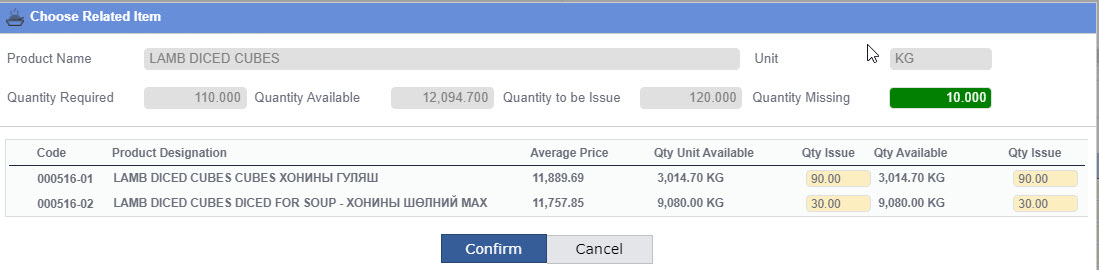 Choose Related Item
Product Name LAMB DICED CUBES Unit KG
Quantity Required 110.000 Quantity Available 12,094.700 Quantity to be Issue 120.000 Quantity Missing 10.000
Code Product Designation Average Price Qty Unit Available Qty Issue Qty Available Qty Issue
000516-01 LAMB DICED CUBES CUBES ХОНИНЫ ГУЛЯШ 11,889.69 3,014.70 KG 90.00 3,014.70 KG 90.00
000516-02 LAMB DICED CUBES DICED FOR SOUP - ХОНИНЫ ШӨЛНИЙ МАХ 11,757.85 9,080.00 KG 30.00 9,080.00 KG 30.00
Confirm Cancel